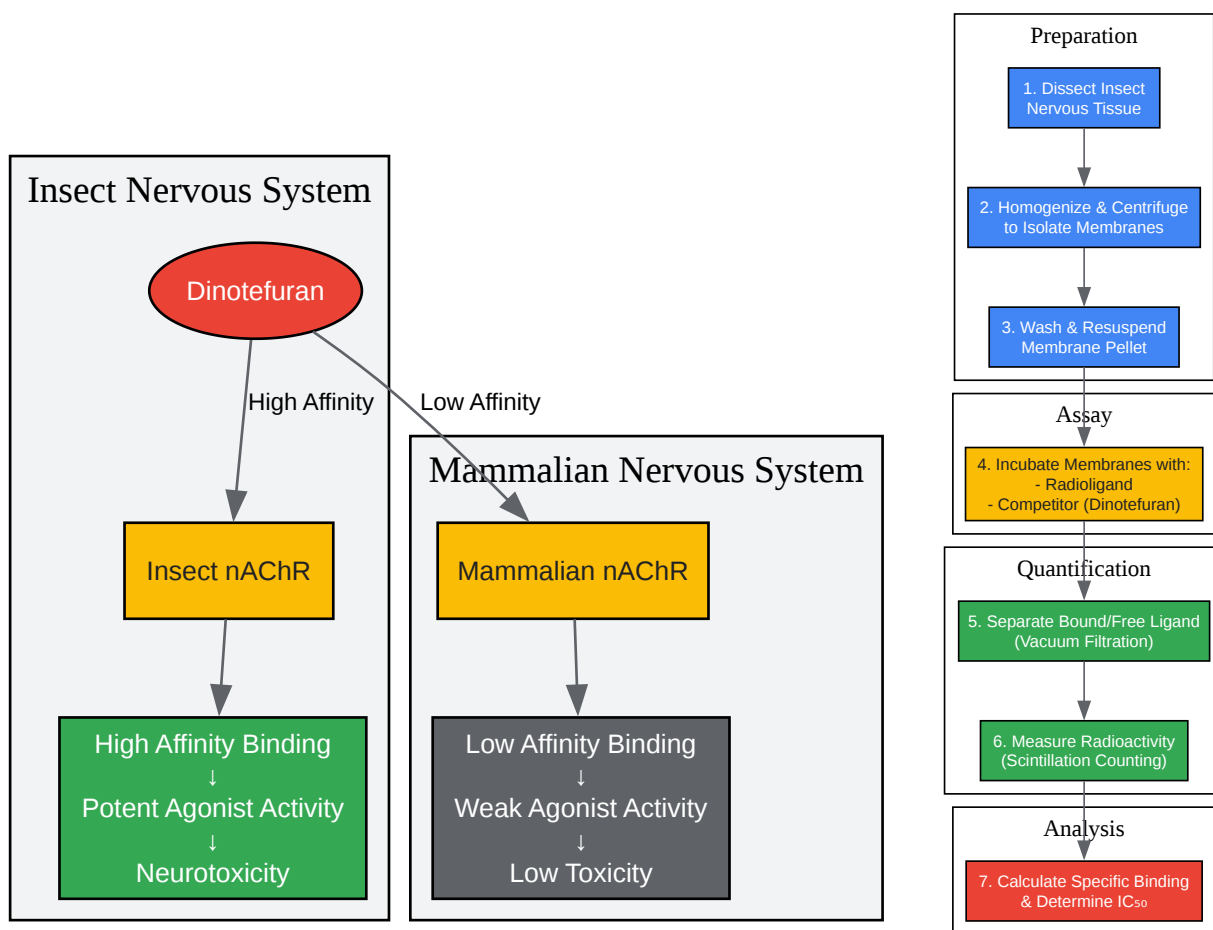 Insect Nervous System
Dinotefuran
High Affinity
Low Affinity
Insect nAChR
High Affinity Binding
↓
Potent Agonist Activity
↓
Neurotoxicity
Mammalian Nervous System
Mammalian nAChR
Low Affinity Binding
↓
Weak Agonist Activity
↓
Low Toxicity
Preparation
1. Dissect Insect
Nervous Tissue
2. Homogenize & Centrifuge
to Isolate Membranes
3. Wash & Resuspend
Membrane Pellet
Assay
4. Incubate Membranes with:
- Radioligand
- Competitor (Dinotefuran)
Quantification
5. Separate Bound/Free Ligand
(Vacuum Filtration)
6. Measure Radioactivity
(Scintillation Counting)
Analysis
7. Calculate Specific Binding
& Determine IC₅₀